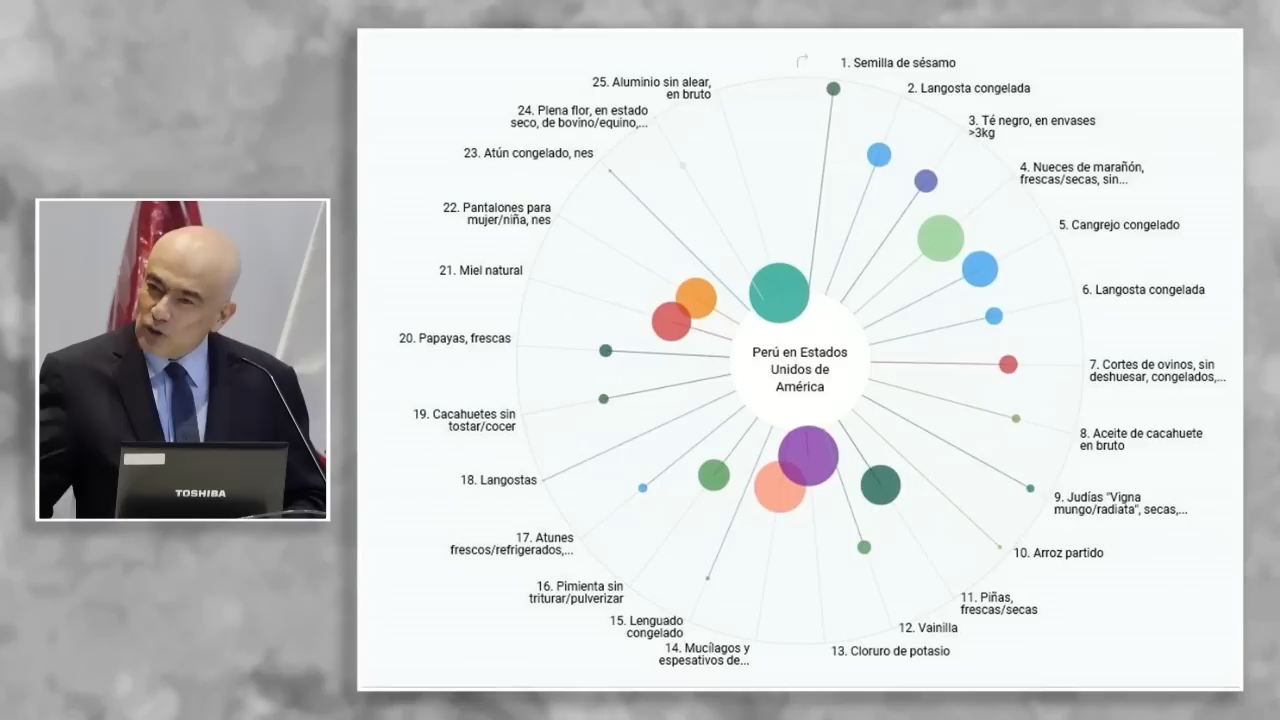 1. Semilla de sésamo
2. Langosta congelada
3. Té negro, en envases
>3kg
4. Nueces de marañón,
frescas/secas, sin...
5. Cangrejo congelado
6. Langosta congelada
7. Cortes de ovinos, sin
deshuesar, congelados,...
8. Aceite de cacahuete
en bruto
9. Judías "Vigna
mungo/radiata", secas,...
10. Arroz partido
11. Piñas,
frescas/secas
12. Vainilla
13. Cloruro de potasio
14. Mucílagos y
espesativos de...
15. Lenguado
congelado
16. Pimienta sin
triturar/pulverizar
17. Atunes
frescos/refrigerados,...
18. Langostas
19. Cacahuetes sin
tostar/cocer
20. Papayas, frescas
21. Miel natural
22. Pantalones para
mujer/niña, nes
23. Atún congelado, nes
24. Plena flor, en estado
seco, de bovino/equino,...
25. Aluminio sin alear,
en bruto
Perú en Estados
Unidos de
América
TOSHIBA